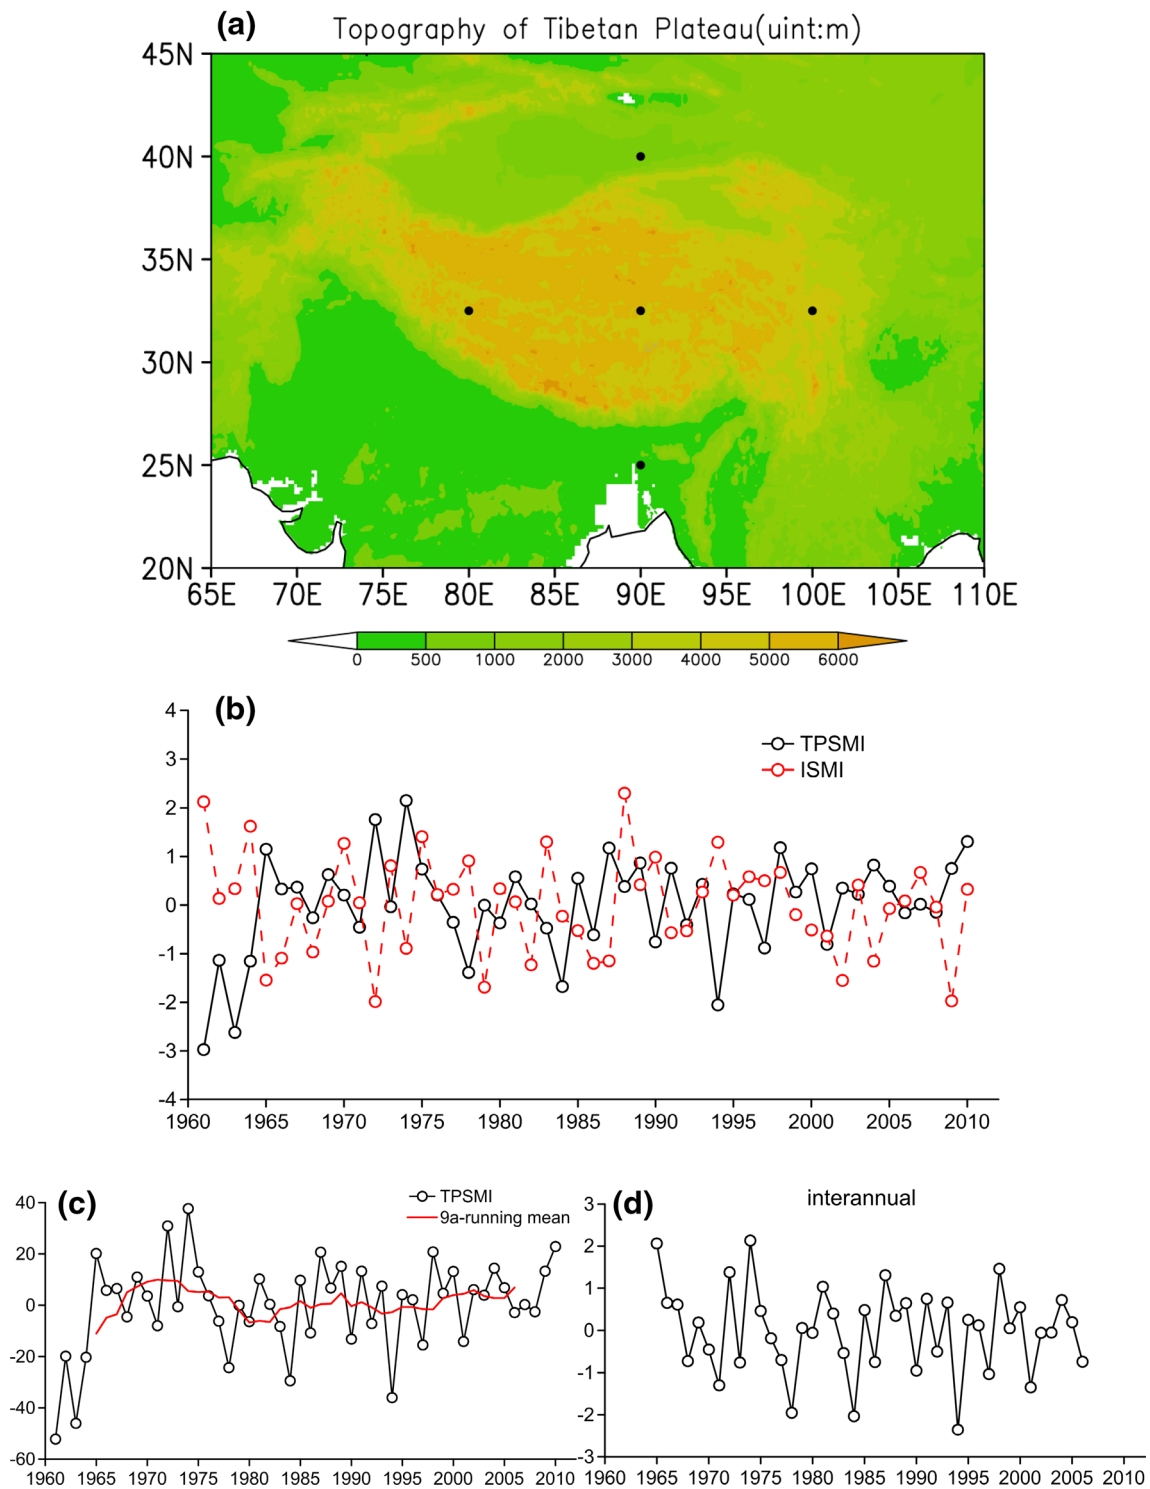 (a) Topography of Tibetan Plateau(uint:m)
45N
40N
35N
30N
25N
20N
65E 70E 75E 80E 85E 90E 95E 100E 105E 110E
0 500 1000 2000 3000 4000 5000 6000
(b)
TPSMI
ISMI
4
3
2
1
0
-1
-2
-3
-4
1960 1965 1970 1975 1980 1985 1990 1995 2000 2005 2010
(c)
TPSMI
9a-running mean
40
20
0
-20
-40
-60
1960 1965 1970 1975 1980 1985 1990 1995 2000 2005 2010
(d) interannual
3
2
1
0
-1
-2
-3
1960 1965 1970 1975 1980 1985 1990 1995 2000 2005 2010